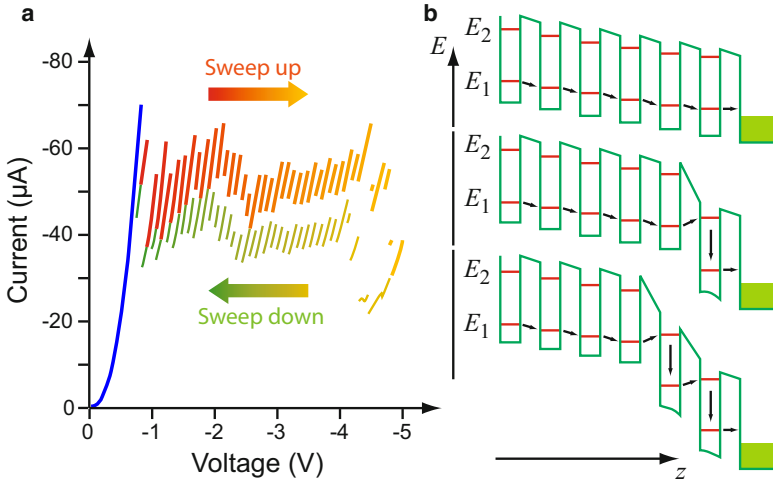 a
b
Current (µA)
-80
-60
-40
-20
0
Sweep up
Sweep down
0
-1
-2
-3
-4
-5
Voltage (V)
E
E2
E1
E2
E1
E2
E1
z